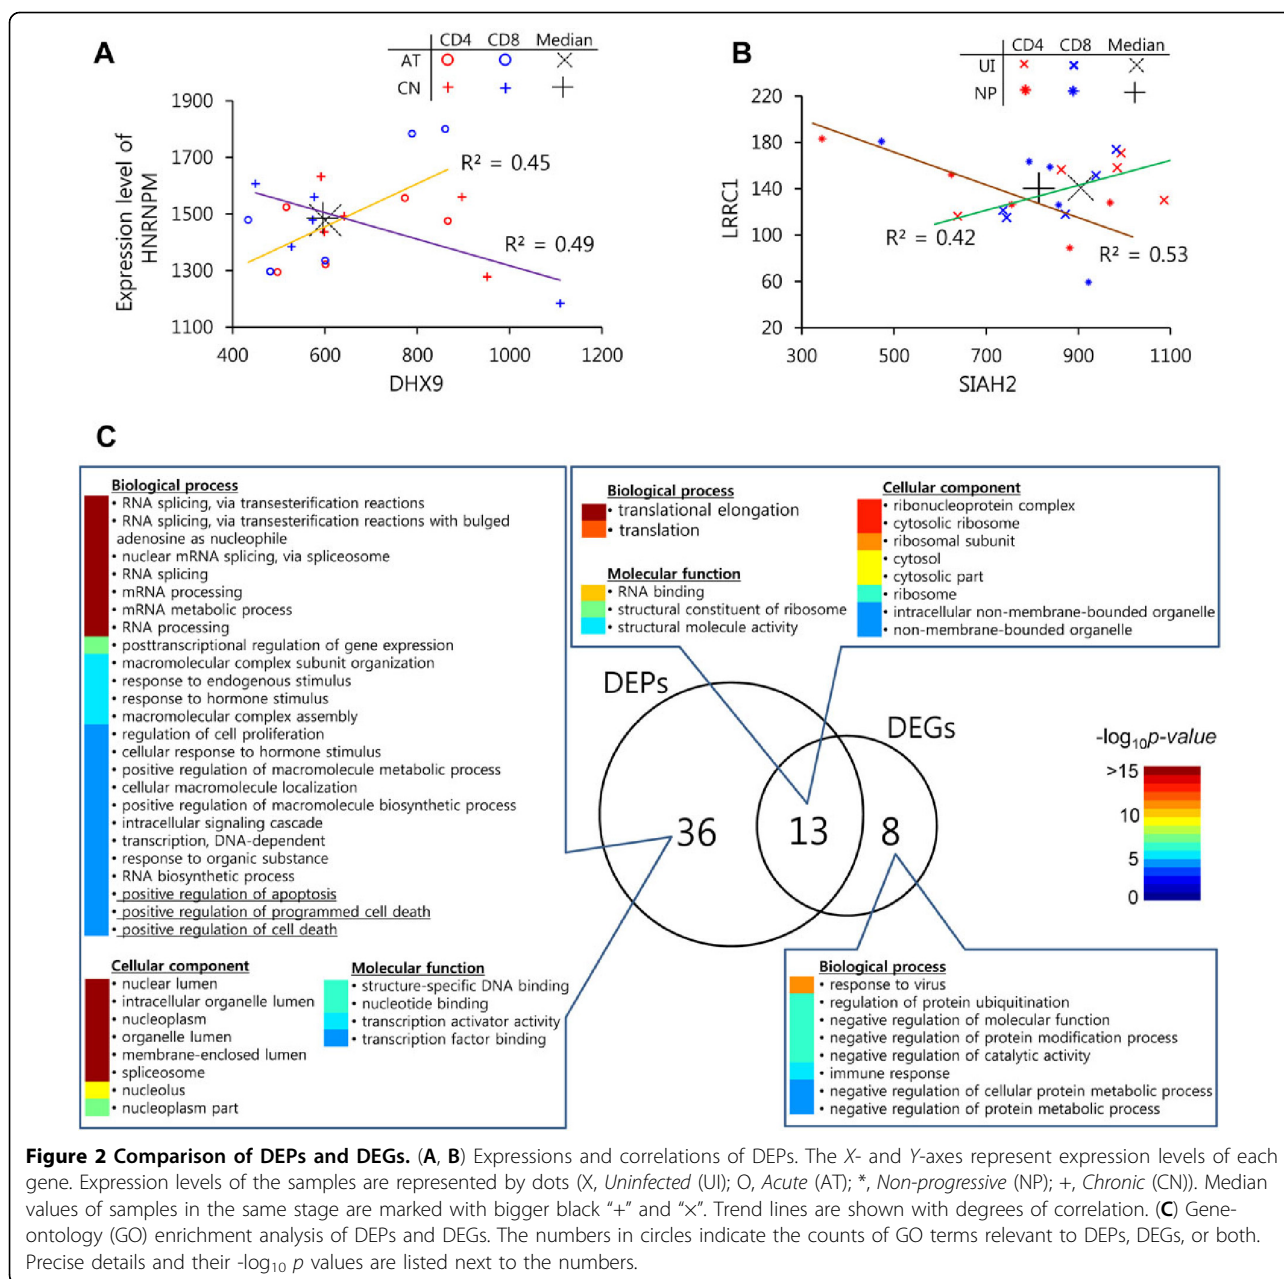 A
CD4 CD8 Median
AT
CN
Expression level of
HNRNPM
1900
1700
1500
1300
1100
R² = 0.45
R² = 0.49
400 600 800 1000 1200
DHX9
B
CD4 CD8 Median
UI
NP
LRRC1
220
180
140
100
60
20
R² = 0.42
R² = 0.53
300 500 700 900 1100
SIAH2
C
Biological process
• RNA splicing, via transesterification reactions
• RNA splicing, via transesterification reactions with bulged
adenosine as nucleophile
• nuclear mRNA splicing, via spliceosome
• RNA splicing
• mRNA processing
• mRNA metabolic process
• RNA processing
• posttranscriptional regulation of gene expression
• macromolecular complex subunit organization
• response to endogenous stimulus
• response to hormone stimulus
• macromolecular complex assembly
• regulation of cell proliferation
• cellular response to hormone stimulus
• positive regulation of macromolecule metabolic process
• cellular macromolecule localization
• positive regulation of macromolecule biosynthetic process
• intracellular signaling cascade
• transcription, DNA-dependent
• response to organic substance
• RNA biosynthetic process
• positive regulation of apoptosis
• positive regulation of programmed cell death
• positive regulation of cell death
Cellular component
• nuclear lumen
• intracellular organelle lumen
• nucleoplasm
• organelle lumen
• membrane-enclosed lumen
• spliceosome
• nucleolus
• nucleoplasm part
Molecular function
• structure-specific DNA binding
• nucleotide binding
• transcription activator activity
• transcription factor binding
Biological process
• translational elongation
• translation
Molecular function
• RNA binding
• structural constituent of ribosome
• structural molecule activity
Cellular component
• ribonucleoprotein complex
• cytosolic ribosome
• ribosomal subunit
• cytosol
• cytosolic part
• ribosome
• intracellular non-membrane-bounded organelle
• non-membrane-bounded organelle
DEPs
DEGs
36
13
8
-log₁₀p-value
>15
10
5
0
Biological process
• response to virus
• regulation of protein ubiquitination
• negative regulation of molecular function
• negative regulation of protein modification process
• negative regulation of catalytic activity
• immune response
• negative regulation of cellular protein metabolic process
• negative regulation of protein metabolic process
Figure 2 Comparison of DEPs and DEGs. (A, B) Expressions and correlations of DEPs. The X- and Y-axes represent expression levels of each
gene. Expression levels of the samples are represented by dots (X, Uninfected (UI); O, Acute (AT); *, Non-progressive (NP); +, Chronic (CN)). Median
values of samples in the same stage are marked with bigger black “+” and “×”. Trend lines are shown with degrees of correlation. (C) Gene-
ontology (GO) enrichment analysis of DEPs and DEGs. The numbers in circles indicate the counts of GO terms relevant to DEPs, DEGs, or both.
Precise details and their -log₁₀ p values are listed next to the numbers.